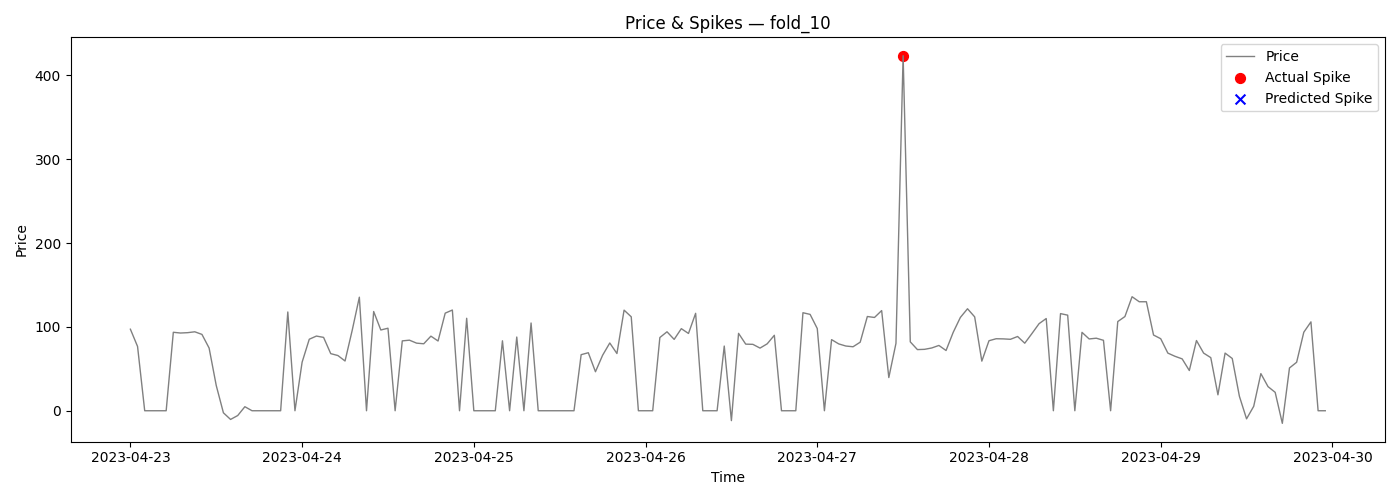 Price & Spikes — fold_10
Price
Actual Spike
Predicted Spike
400
300
200
100
0
Price
2023-04-23
2023-04-24
2023-04-25
2023-04-26
2023-04-27
2023-04-28
2023-04-29
2023-04-30
Time